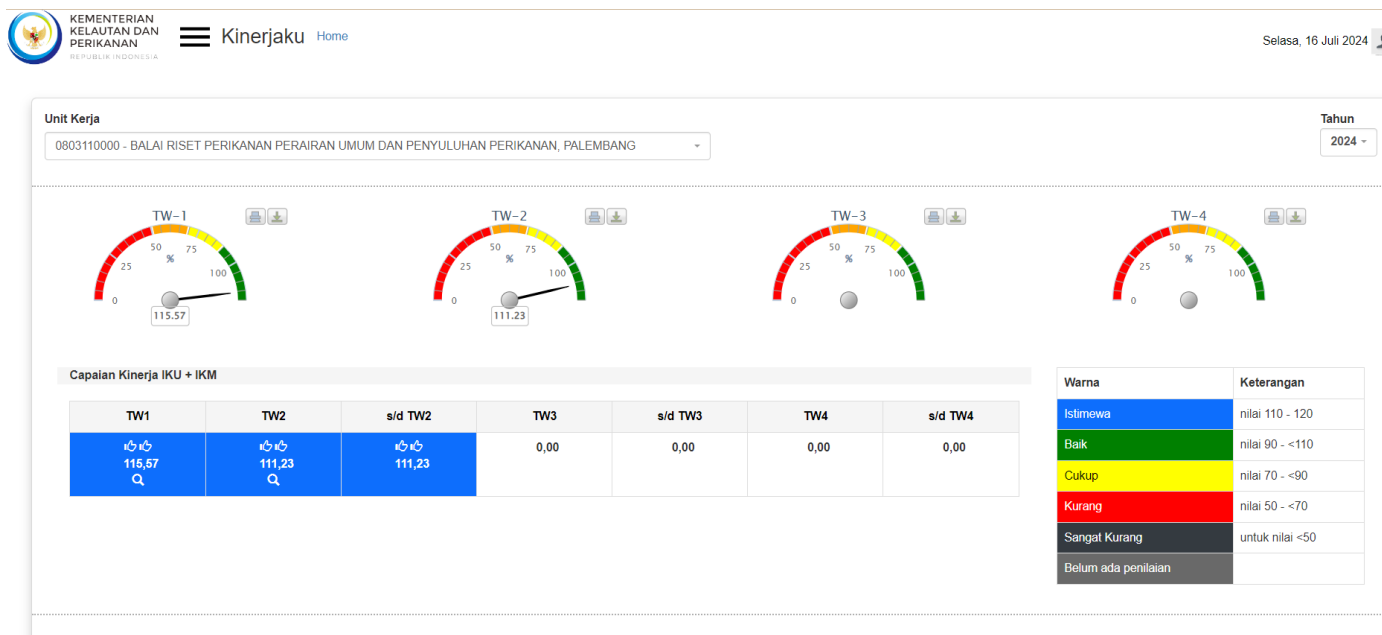 KEMENTERIAN
KELAUTAN DAN
PERIKANAN
REPUBLIK INDONESIA
Kinerjaku Home
Selasa, 16 Juli 2024
Unit Kerja
Tahun
0803110000 - BALAI RISET PERIKANAN PERAIRAN UMUM DAN PENYULUHAN PERIKANAN, PALEMBANG
2024
TW-1
0 25 50 75 100
%
115.57
TW-2
0 25 50 75 100
%
111.23
TW-3
0 25 50 75 100
%
TW-4
0 25 50 75 100
%
Capaian Kinerja IKU + IKM
TW1 TW2 s/d TW2 TW3 s/d TW3 TW4 s/d TW4
115,57 111,23 111,23 0,00 0,00 0,00 0,00
Warna Keterangan
Istimewa nilai 110 - 120
Baik nilai 90 - <110
Cukup nilai 70 - <90
Kurang nilai 50 - <70
Sangat Kurang untuk nilai <50
Belum ada penilaian